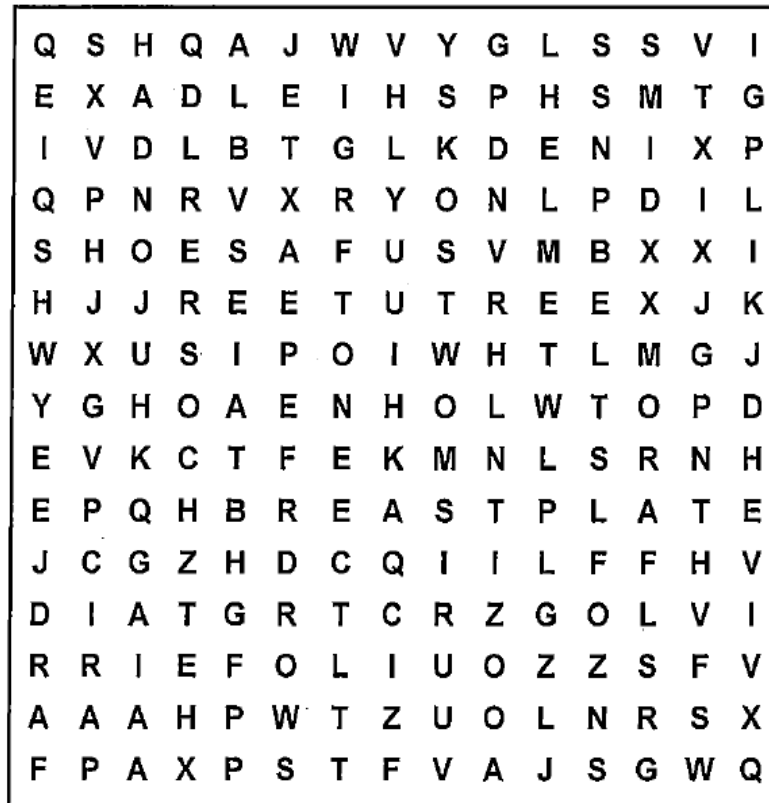 Q S H Q A J W V Y G L S S V I
E X A D L E I H S P H S M T G
I V D L B T G L K D E N I X P
Q P N R V X R Y O N L P D I L
S H O E S A F U S V M B X X I
H J J R E E T U T R E E X J K
W X U S I P O I W H T L M G J
Y G H O A E N H O L W T O P D
E V K C T F E K M N L S R N H
E P Q H B R E A S T P L A T E
J C G Z H D C Q I I L F F H V
D I A T G R T C R Z G O L V I
R R I E F O L I U O Z Z S F V
A A A H P W T Z U O L N R S X
F P A X P S T F V A J S G W Q